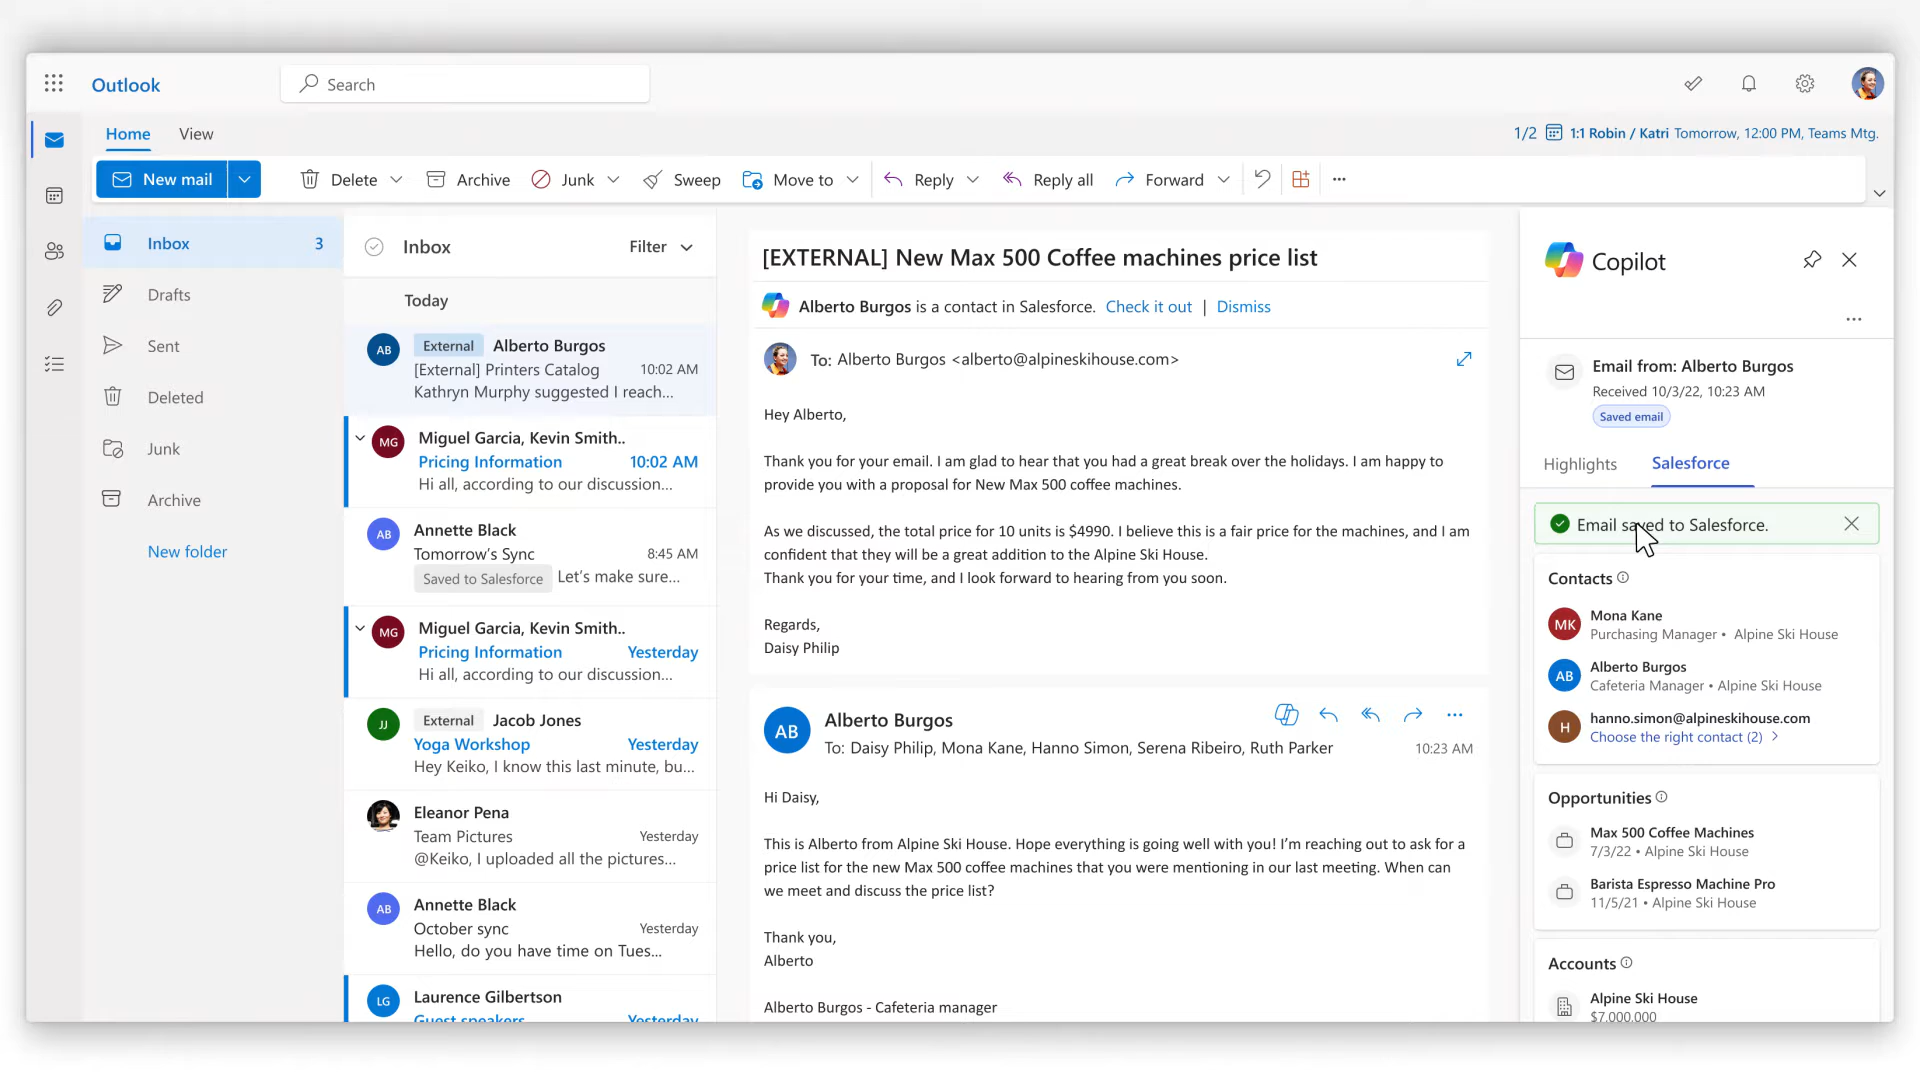 Outlook
Search
Home
View
1/2 1:1 Robin / Katri Tomorrow, 12:00 PM, Teams Mtg.
New mail
Delete
Archive
Junk
Sweep
Move to
Reply
Reply all
Forward
Inbox 3
Drafts
Sent
Deleted
Junk
Archive
New folder
Inbox
Filter
Today
AB
External Alberto Burgos
[External] Printers Catalog 10:02 AM
Kathryn Murphy suggested I reach...
MG
Miguel Garcia, Kevin Smith..
Pricing Information 10:02 AM
Hi all, according to our discussion...
AB
Annette Black
Tomorrow's Sync 8:45 AM
Saved to Salesforce Let's make sure...
MG
Miguel Garcia, Kevin Smith..
Pricing Information Yesterday
Hi all, according to our discussion...
JJ
External Jacob Jones
Yoga Workshop Yesterday
Hey Keiko, I know this last minute, bu...
Eleanor Pena
Team Pictures Yesterday
@Keiko, I uploaded all the pictures...
AB
Annette Black
October sync Yesterday
Hello, do you have time on Tues...
LG
Laurence Gilbertson
Guest speakers Yesterday
[EXTERNAL] New Max 500 Coffee machines price list
Alberto Burgos is a contact in Salesforce. Check it out | Dismiss
To: Alberto Burgos <alberto@alpineskihouse.com>
Hey Alberto,
Thank you for your email. I am glad to hear that you had a great break over the holidays. I am happy to
provide you with a proposal for New Max 500 coffee machines.
As we discussed, the total price for 10 units is $4990. I believe this is a fair price for the machines, and I am
confident that they will be a great addition to the Alpine Ski House.
Thank you for your time, and I look forward to hearing from you soon.
Regards,
Daisy Philip
AB
Alberto Burgos
To: Daisy Philip, Mona Kane, Hanno Simon, Serena Ribeiro, Ruth Parker 10:23 AM
Hi Daisy,
This is Alberto from Alpine Ski House. Hope everything is going well with you! I'm reaching out to ask for a
price list for the new Max 500 coffee machines that you were mentioning in our last meeting. When can
we meet and discuss the price list?
Thank you,
Alberto
Alberto Burgos - Cafeteria manager
Copilot
Email from: Alberto Burgos
Received 10/3/22, 10:23 AM
Saved email
Highlights
Salesforce
Email saved to Salesforce.
Contacts
MK
Mona Kane
Purchasing Manager • Alpine Ski House
AB
Alberto Burgos
Cafeteria Manager • Alpine Ski House
H
hanno.simon@alpineskihouse.com
Choose the right contact (2)
Opportunities
Max 500 Coffee Machines
7/3/22 • Alpine Ski House
Barista Espresso Machine Pro
11/5/21 • Alpine Ski House
Accounts
Alpine Ski House
$7,000,000